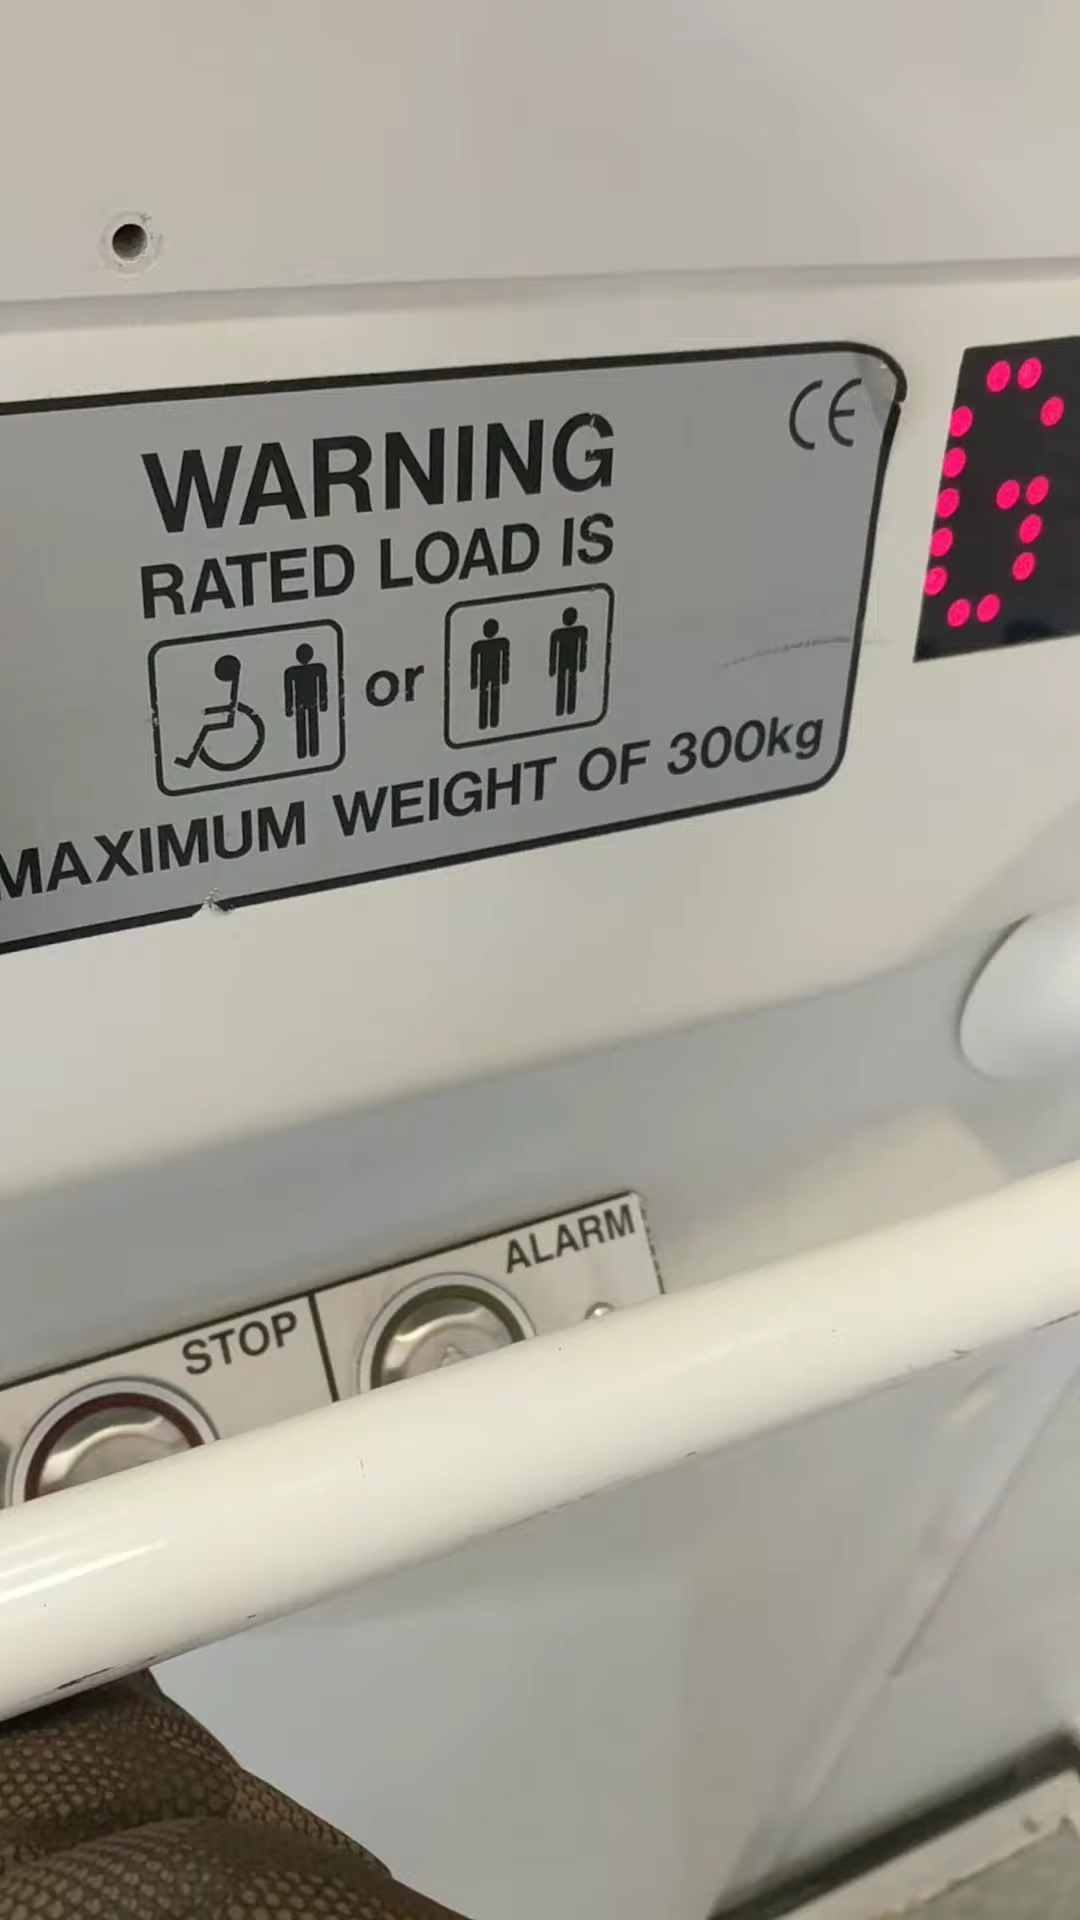 CE
WARNING
RATED LOAD IS
or
MAXIMUM WEIGHT OF 300kg
G
ALARM
STOP